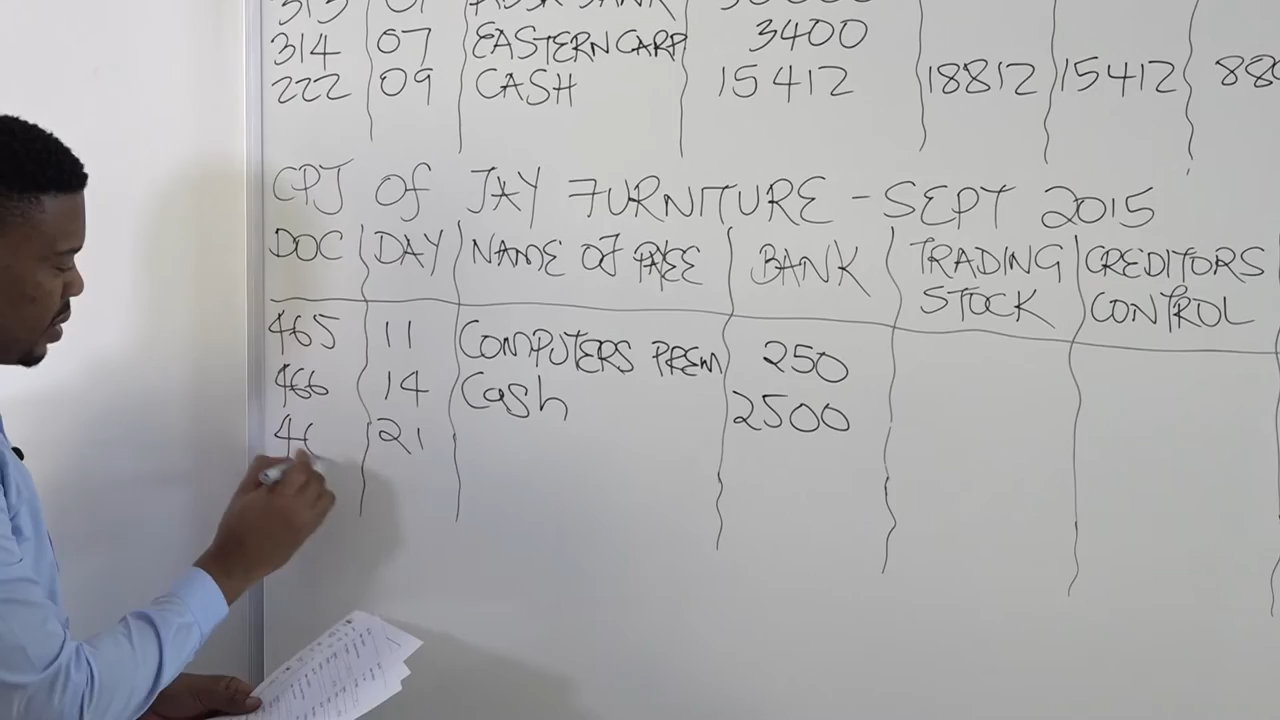 314 07 EASTERN CARP 3400
222 09 CASH 15412 18812 15412 88
CPJ Of JAY FURNITURE - SEPT 2015
DOC DAY NAME OF PAYEE BANK TRADING STOCK CREDITORS CONTROL
465 11 COMPUTERS PREM 250
466 14 Cash 2500
21